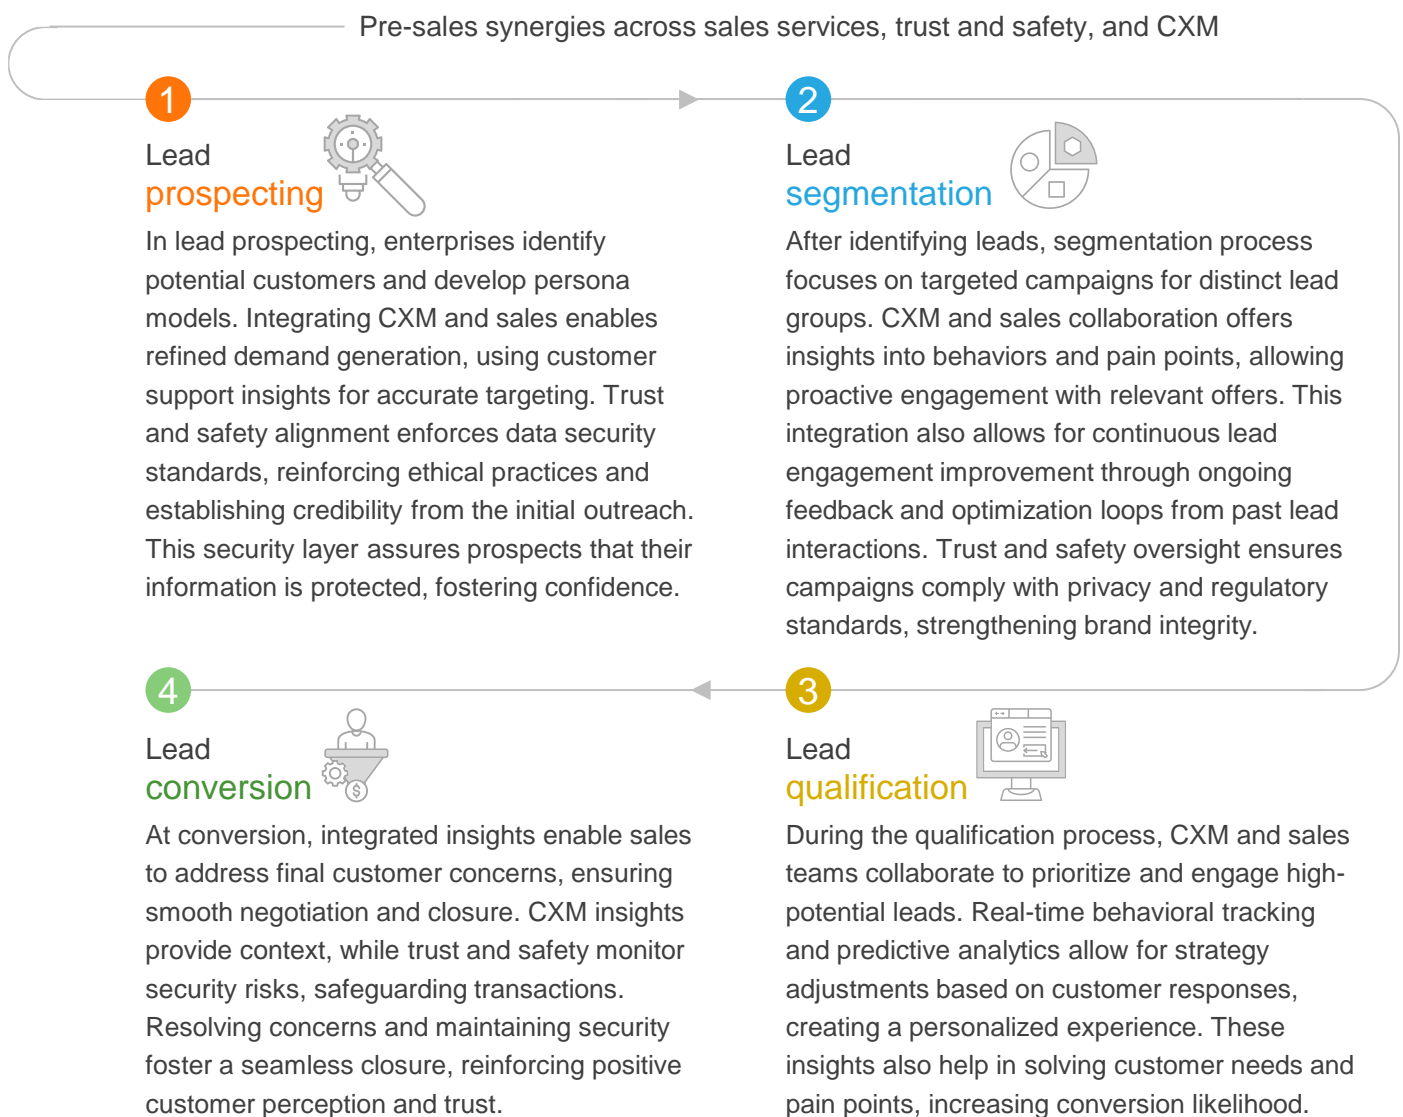 Pre-sales synergies across sales services, trust and safety, and CXM
1
Lead
prospecting
In lead prospecting, enterprises identify
potential customers and develop persona
models. Integrating CXM and sales enables
refined demand generation, using customer
support insights for accurate targeting. Trust
and safety alignment enforces data security
standards, reinforcing ethical practices and
establishing credibility from the initial outreach.
This security layer assures prospects that their
information is protected, fostering confidence.
2
Lead
segmentation
After identifying leads, segmentation process
focuses on targeted campaigns for distinct lead
groups. CXM and sales collaboration offers
insights into behaviors and pain points, allowing
proactive engagement with relevant offers. This
integration also allows for continuous lead
engagement improvement through ongoing
feedback and optimization loops from past lead
interactions. Trust and safety oversight ensures
campaigns comply with privacy and regulatory
standards, strengthening brand integrity.
3
Lead
qualification
During the qualification process, CXM and sales
teams collaborate to prioritize and engage high-
potential leads. Real-time behavioral tracking
and predictive analytics allow for strategy
adjustments based on customer responses,
creating a personalized experience. These
insights also help in solving customer needs and
pain points, increasing conversion likelihood.
4
Lead
conversion
$
At conversion, integrated insights enable sales
to address final customer concerns, ensuring
smooth negotiation and closure. CXM insights
provide context, while trust and safety monitor
security risks, safeguarding transactions.
Resolving concerns and maintaining security
foster a seamless closure, reinforcing positive
customer perception and trust.